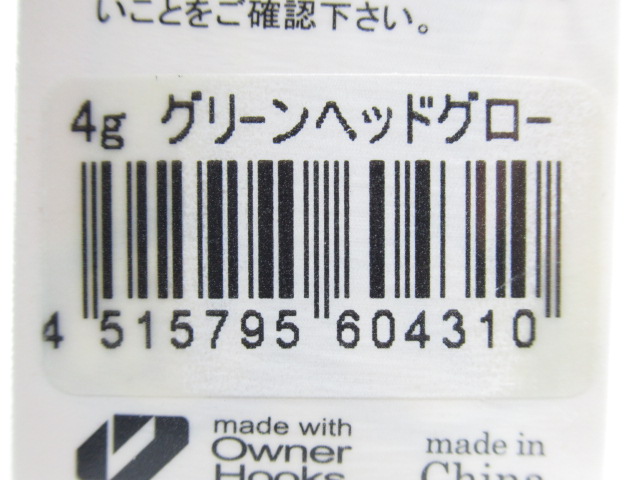 いことをご確認下さい。
4g グリーンヘッドグロー
4 515795 604310
made with
Owner
Hooks
made in
China